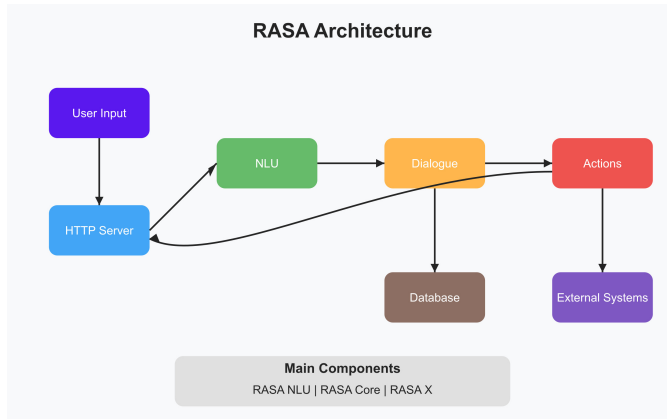 RASA Architecture
User Input
NLU
Dialogue
Actions
HTTP Server
Database
External Systems
Main Components
RASA NLU | RASA Core | RASA X